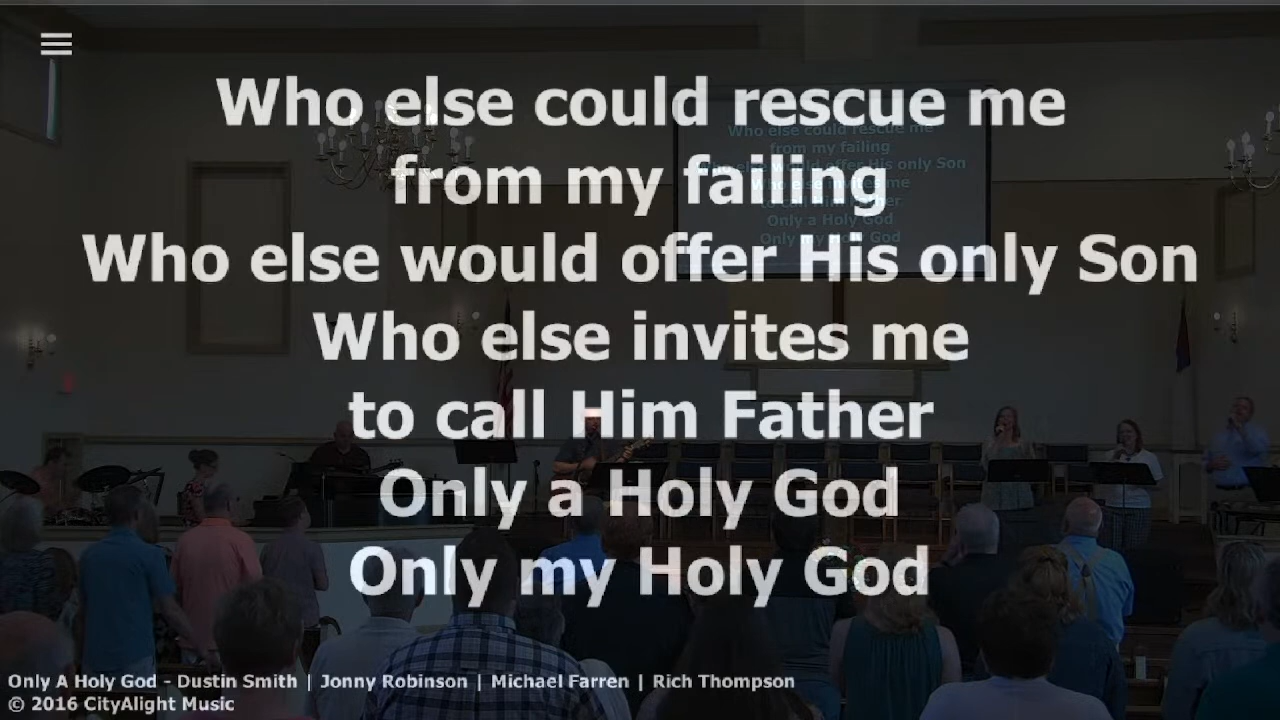 Who else could rescue me
from my failing
Who else would offer His only Son
Who else invites me
to call Him Father
Only a Holy God
Only my Holy God
Only A Holy God - Dustin Smith | Jonny Robinson | Michael Farren | Rich Thompson
© 2016 CityAlight Music